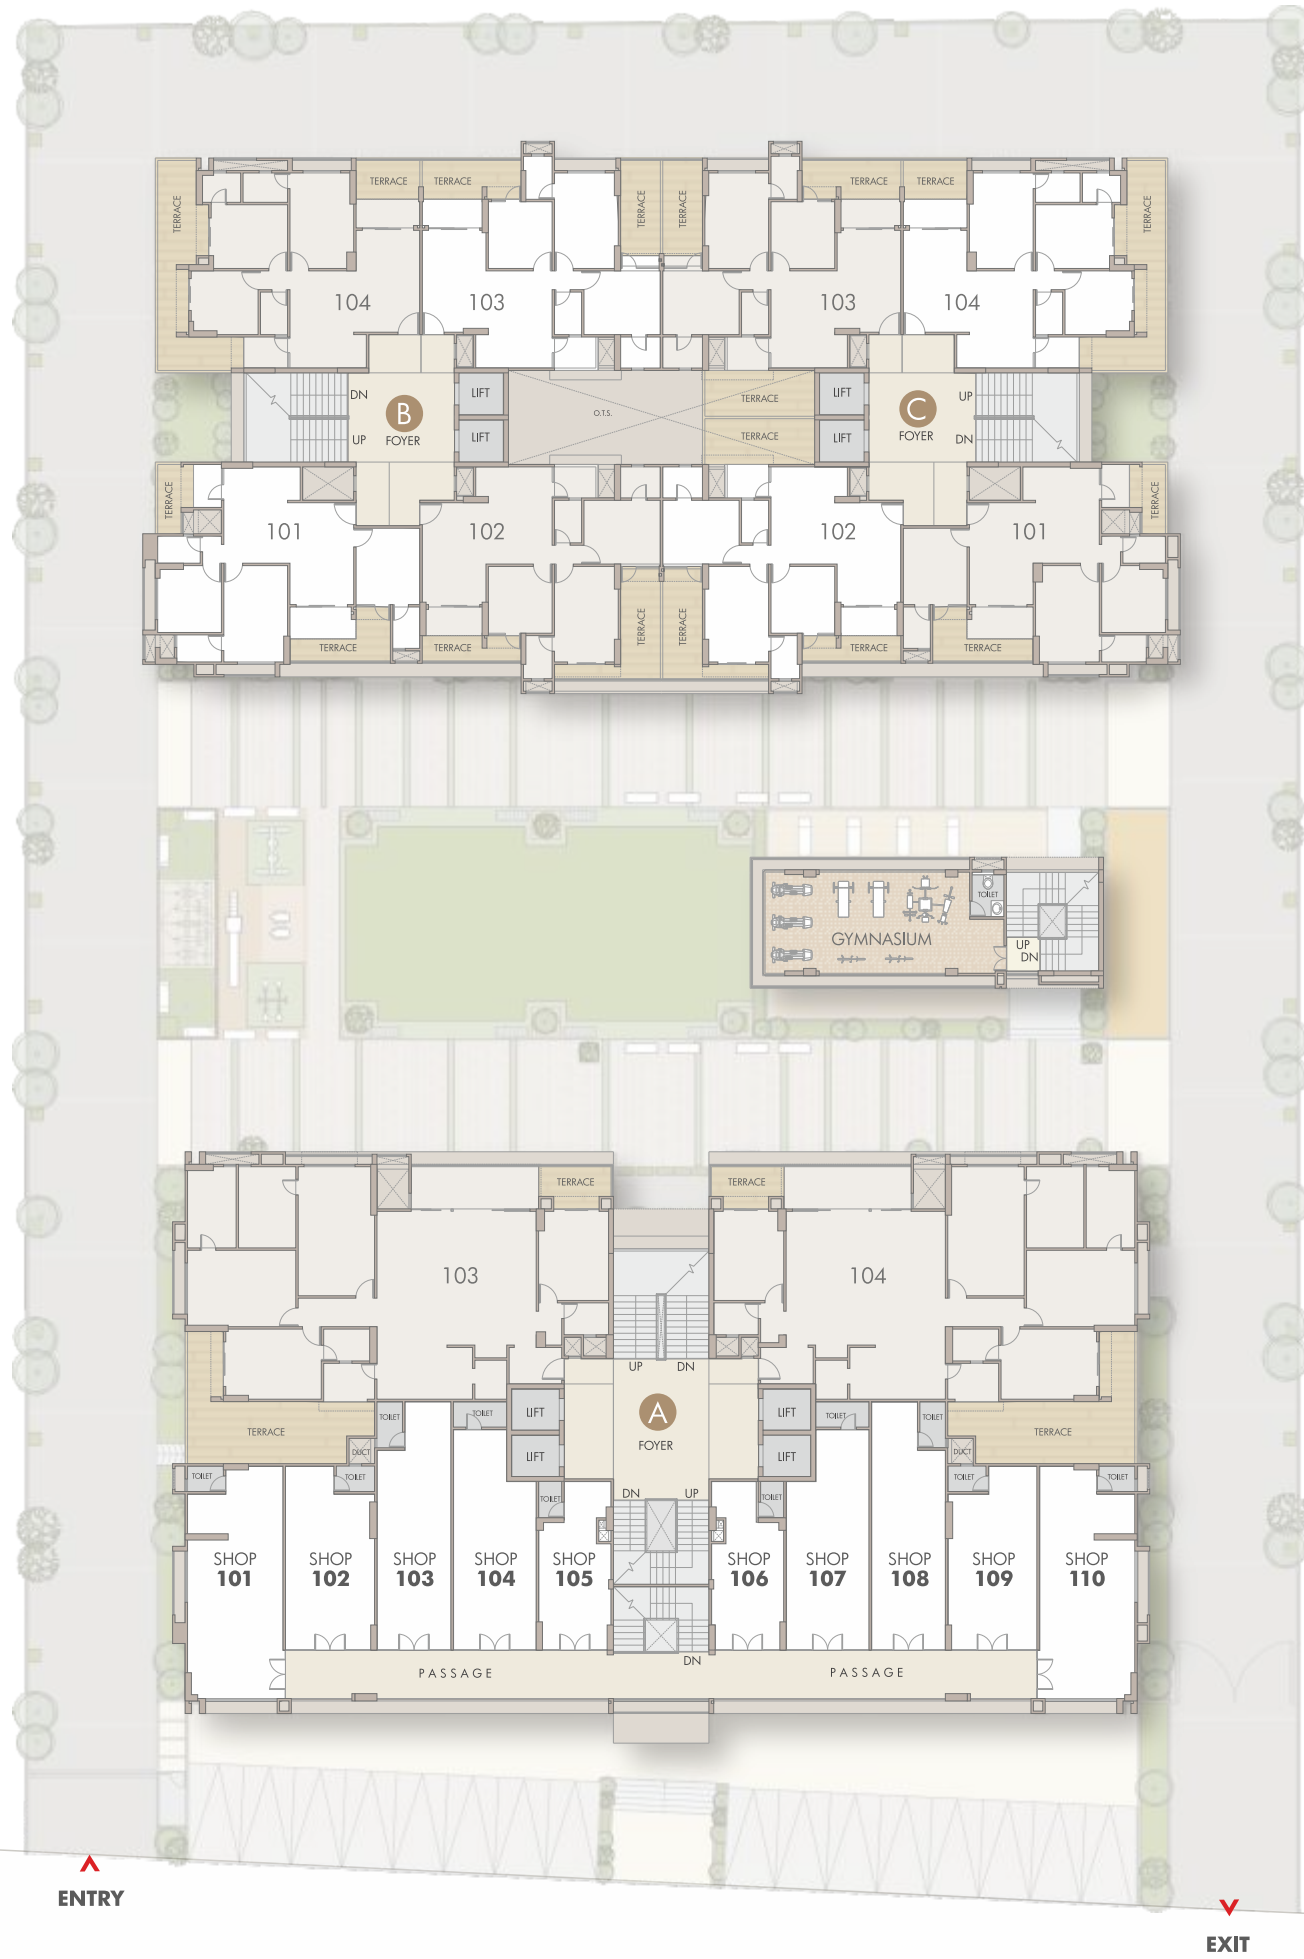 TERRACE
TERRACE
TERRACE
TERRACE
TERRACE
TERRACE
TERRACE
TERRACE
104
103
103
104
DN
UP
B
FOYER
LIFT
LIFT
O.T.S.
TERRACE
TERRACE
LIFT
LIFT
C
FOYER
UP
DN
TERRACE
101
102
102
101
TERRACE
TERRACE
TERRACE
TERRACE
TERRACE
TERRACE
TERRACE
GYMNASIUM
TOILET
UP
DN
TERRACE
TERRACE
103
104
UP
DN
A
FOYER
LIFT
LIFT
LIFT
LIFT
TERRACE
TOILET
DUCT
TOILET
TOILET
TOILET
DUCT
TERRACE
TOILET
TOILET
TOILET
DN
UP
TOILET
TOILET
TOILET
SHOP
101
SHOP
102
SHOP
103
SHOP
104
SHOP
105
SHOP
106
SHOP
107
SHOP
108
SHOP
109
SHOP
110
DN
PASSAGE
PASSAGE
ENTRY
EXIT